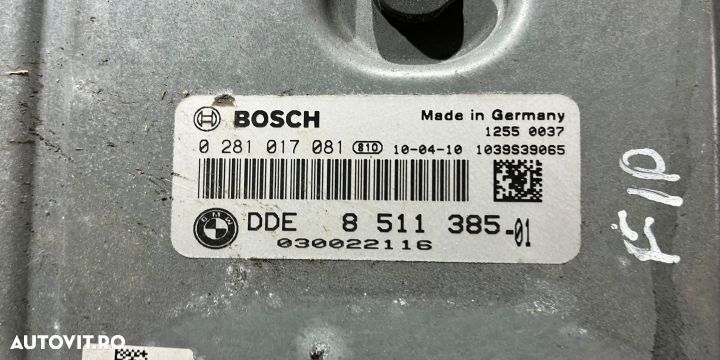 BOSCH
Made in Germany
1255 0037
0 281 017 081 810 10-04-10 1039S39065
BMW
DDE 8 511 385-01
030022116
F10
AUTOVIT.RO